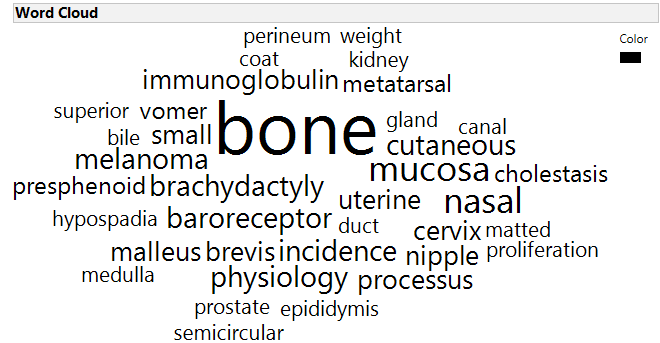 Word Cloud
Color
perineum weight
coat kidney
immunoglobulin metatarsal
superior vomer bone gland canal
bile small cutaneous
melanoma mucosa cholestasis
presphenoid brachydactyly uterine nasal
hypospadia baroreceptor duct cervix matted
malleus brevis incidence nipple proliferation
medulla physiology processus
prostate epididymis
semicircular